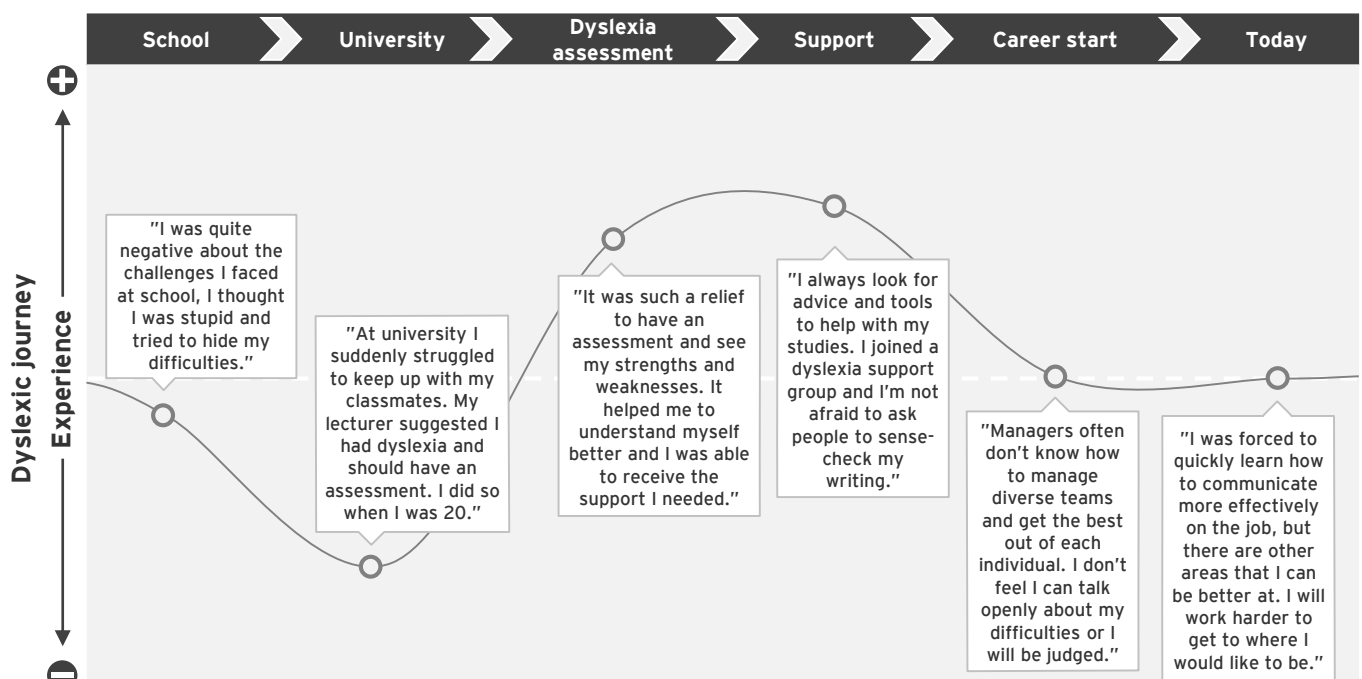 School
University
Dyslexia
assessment
Support
Career start
Today
Dyslexic journey
Experience
"I was quite
negative about the
challenges I faced
at school, I thought
I was stupid and
tried to hide my
difficulties."
"At university I
suddenly struggled
to keep up with my
classmates. My
lecturer suggested I
had dyslexia and
should have an
assessment. I did so
when I was 20."
"It was such a relief
to have an
assessment and see
my strengths and
weaknesses. It
helped me to
understand myself
better and I was able
to receive the
support I needed."
"I always look for
advice and tools
to help with my
studies. I joined a
dyslexia support
group and I'm not
afraid to ask
people to sense-
check my
writing."
"Managers often
don't know how
to manage
diverse teams
and get the best
out of each
individual. I don't
feel I can talk
openly about my
difficulties or I
will be judged."
"I was forced to
quickly learn how
to communicate
more effectively
on the job, but
there are other
areas that I can
be better at. I will
work harder to
get to where I
would like to be."